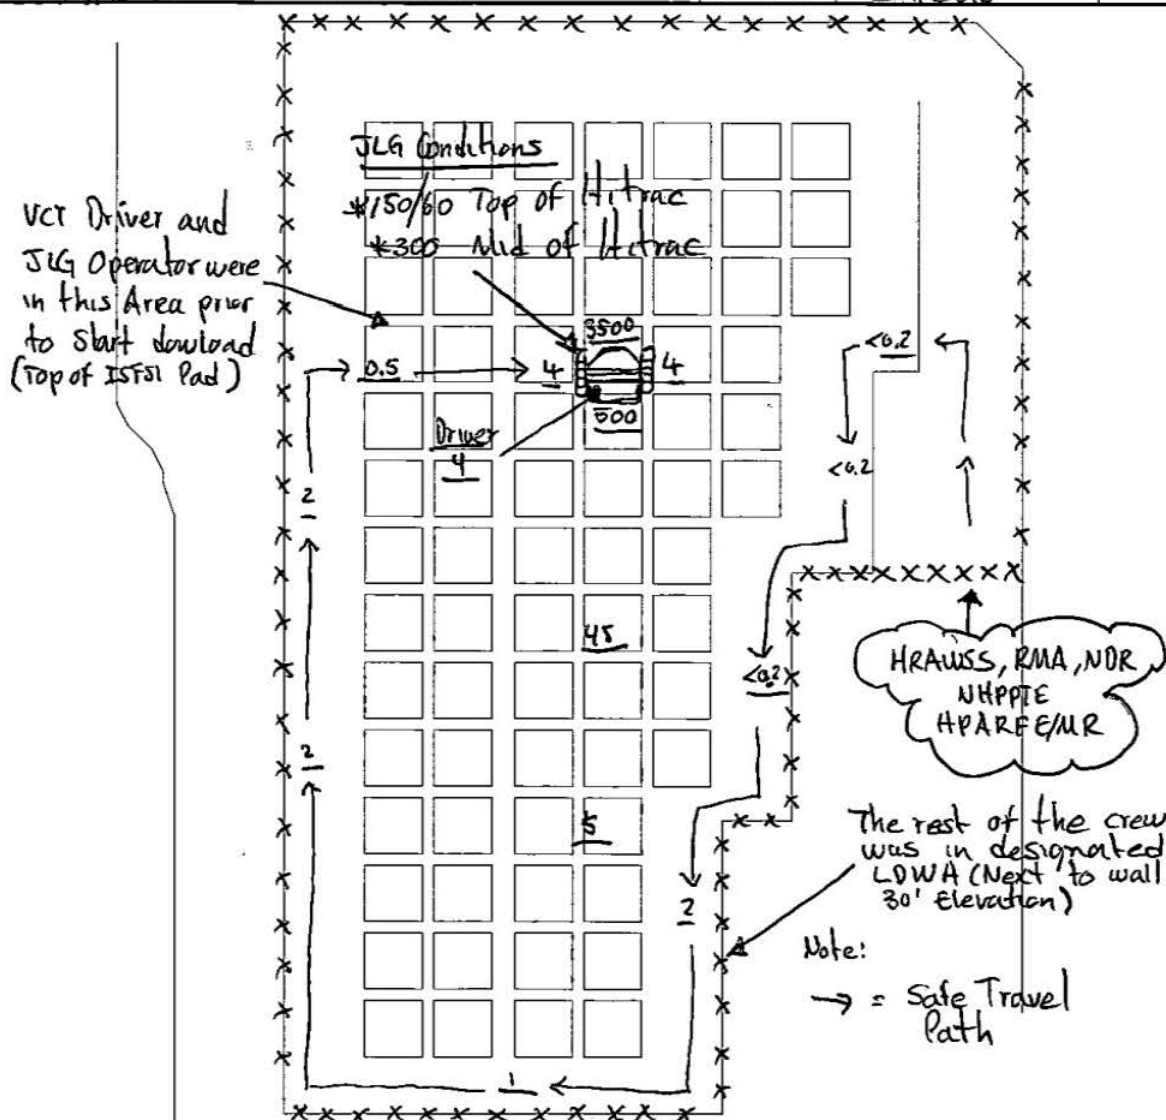 JLG Conditions
*150/60 Top of Hitrac
*300 Mid of Hitrac
VCT Driver and
JLG Operator were
in this Area prior
to start dowload
(Top of ISFSI Pad)
3500
0.5
4
4
500
Driver
4
<0.2
<0.2
2
45
<0.2
HRAWSS, RMA, NDR
NHPPIE
HPARFE/MR
2
5
The rest of the crew
was in designated
LDWA (Next to wall
30' Elevation)
2
Note:
→ = Safe Travel
Path
1